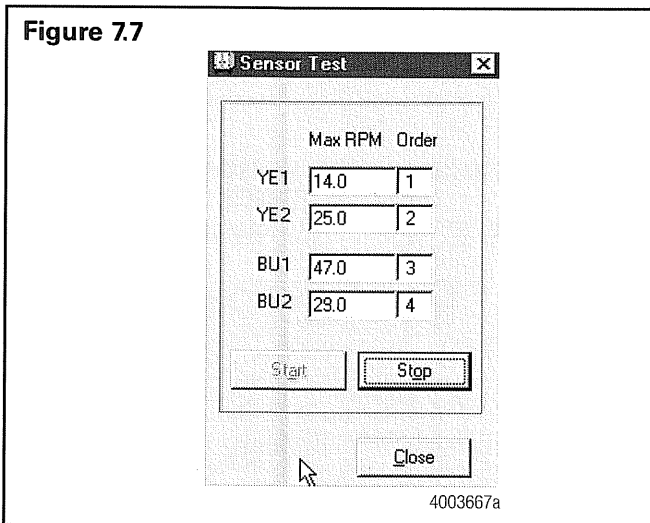 Figure 7.7
Sensor Test
Max RPM Order
YE1 14.0 1
YE2 25.0 2
BU1 47.0 3
BU2 29.0 4
Start Stop
Close
4003667a